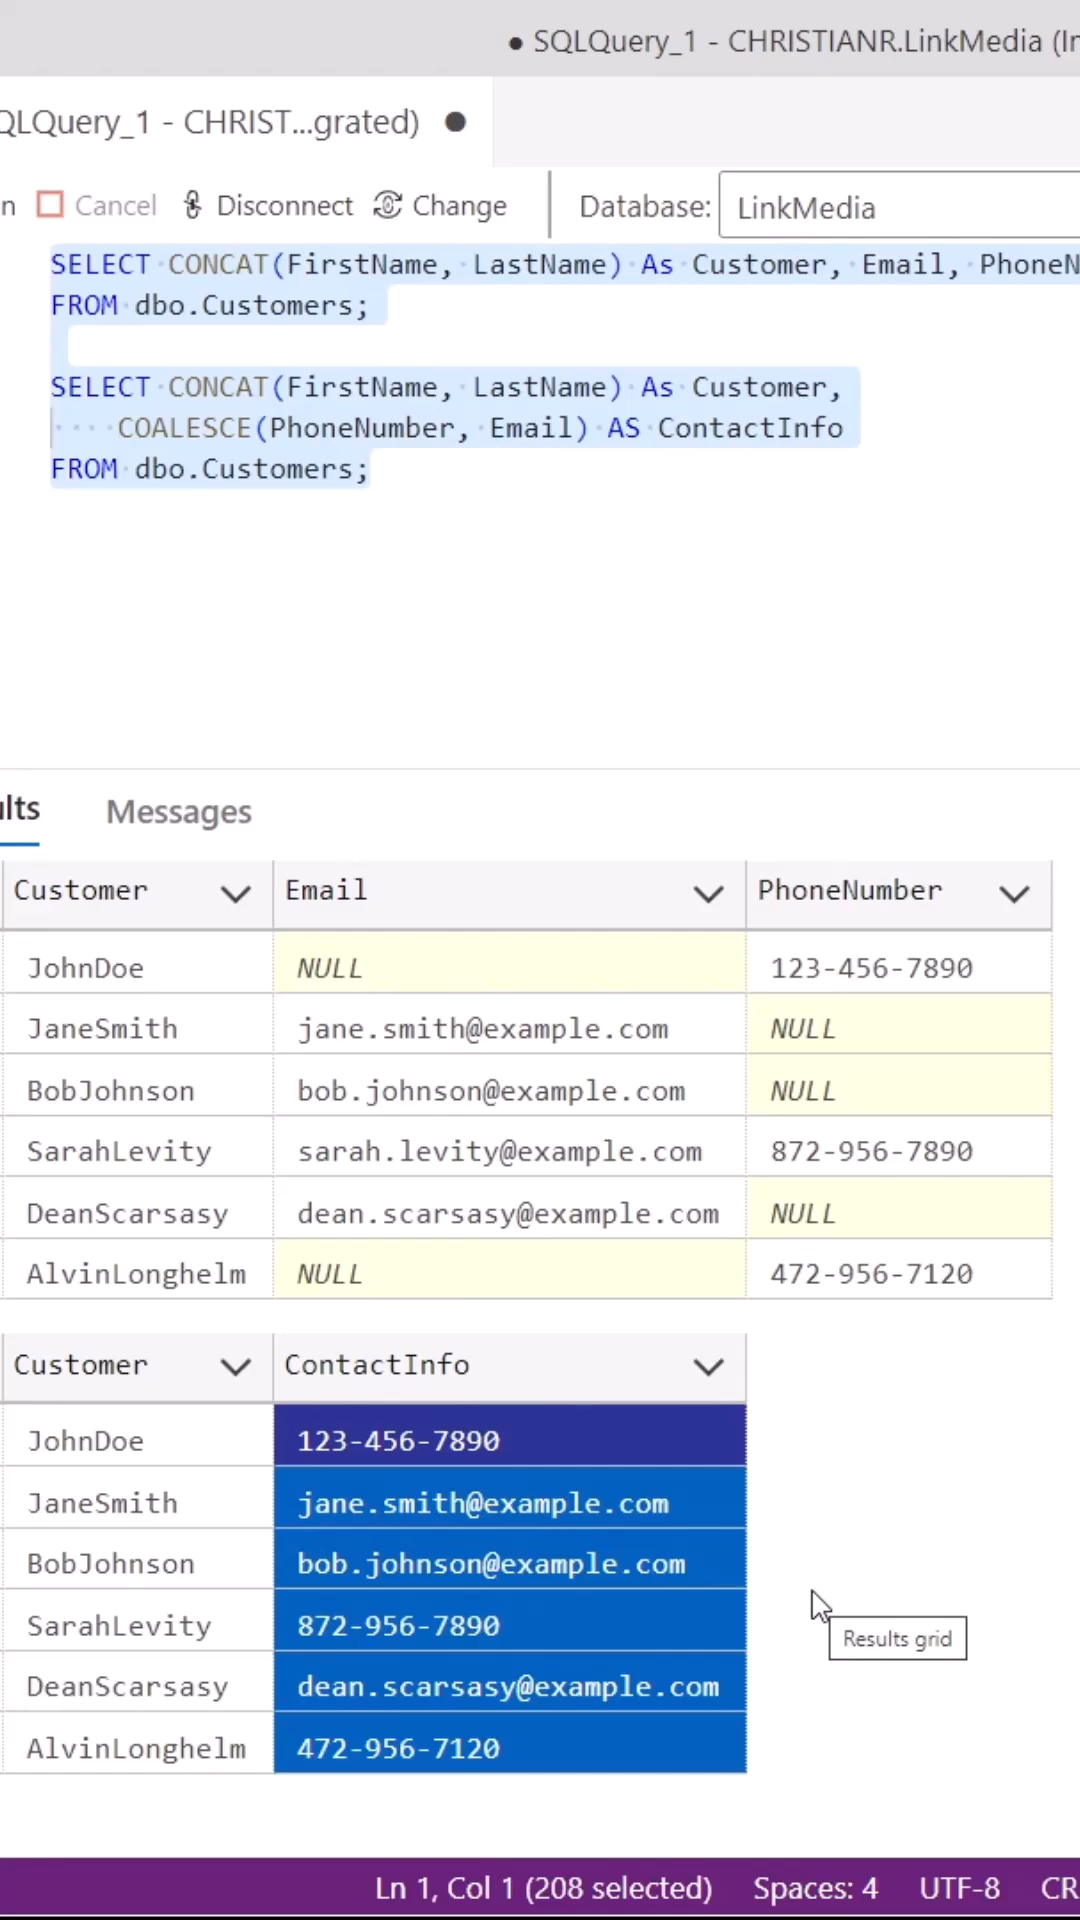 ● SQLQuery_1 - CHRISTIANR.LinkMedia (In
QLQuery_1 - CHRIST...grated) ●
n Cancel Disconnect Change Database: LinkMedia
SELECT CONCAT(FirstName, LastName) As Customer, Email, PhoneN
FROM dbo.Customers;
SELECT CONCAT(FirstName, LastName) As Customer,
COALESCE(PhoneNumber, Email) AS ContactInfo
FROM dbo.Customers;
ults Messages
Customer Email PhoneNumber
JohnDoe NULL 123-456-7890
JaneSmith jane.smith@example.com NULL
BobJohnson bob.johnson@example.com NULL
SarahLevity sarah.levity@example.com 872-956-7890
DeanScarsasy dean.scarsasy@example.com NULL
AlvinLonghelm NULL 472-956-7120
Customer ContactInfo
JohnDoe 123-456-7890
JaneSmith jane.smith@example.com
BobJohnson bob.johnson@example.com
SarahLevity 872-956-7890
Results grid
DeanScarsasy dean.scarsasy@example.com
AlvinLonghelm 472-956-7120
Ln 1, Col 1 (208 selected) Spaces: 4 UTF-8 CR